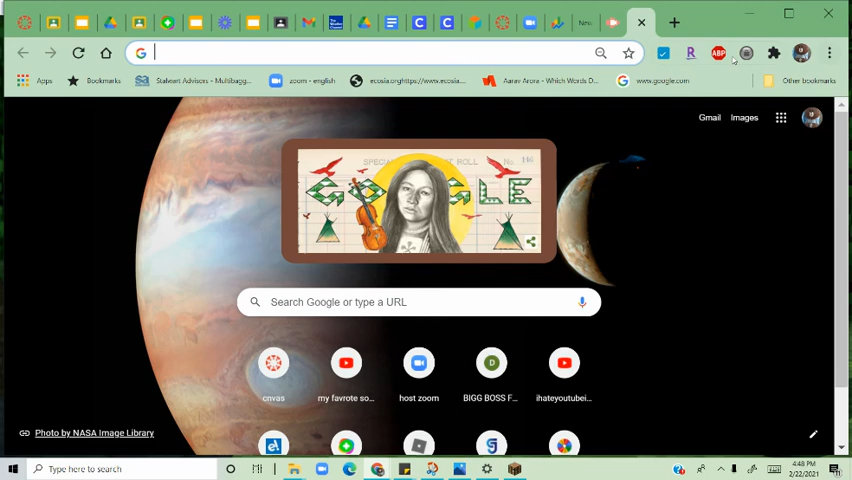 Apps
Bookmarks
Stalwart Advisors - Multibagg...
zoom - english
ecosia.orghttps://www.ecosia...
Aarav Arora - Which Words D...
www.google.com
Other bookmarks
Gmail
Images
GOOGLE
Search Google or type a URL
cnvas
my favrote so...
host zoom
BIGG BOSS F...
ihateyoutubei...
Photo by NASA Image Library
Type here to search
4:48 PM
2/22/2021